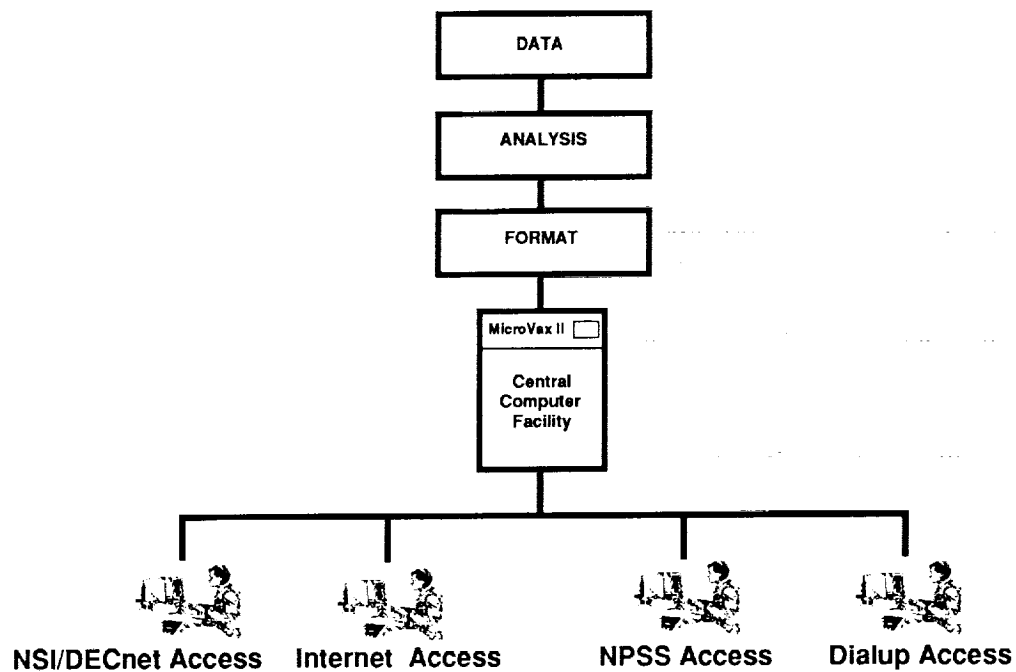 DATA
ANALYSIS
FORMAT
MicroVax II
Central
Computer
Facility
NSI/DECnet Access Internet Access NPSS Access Dialup Access